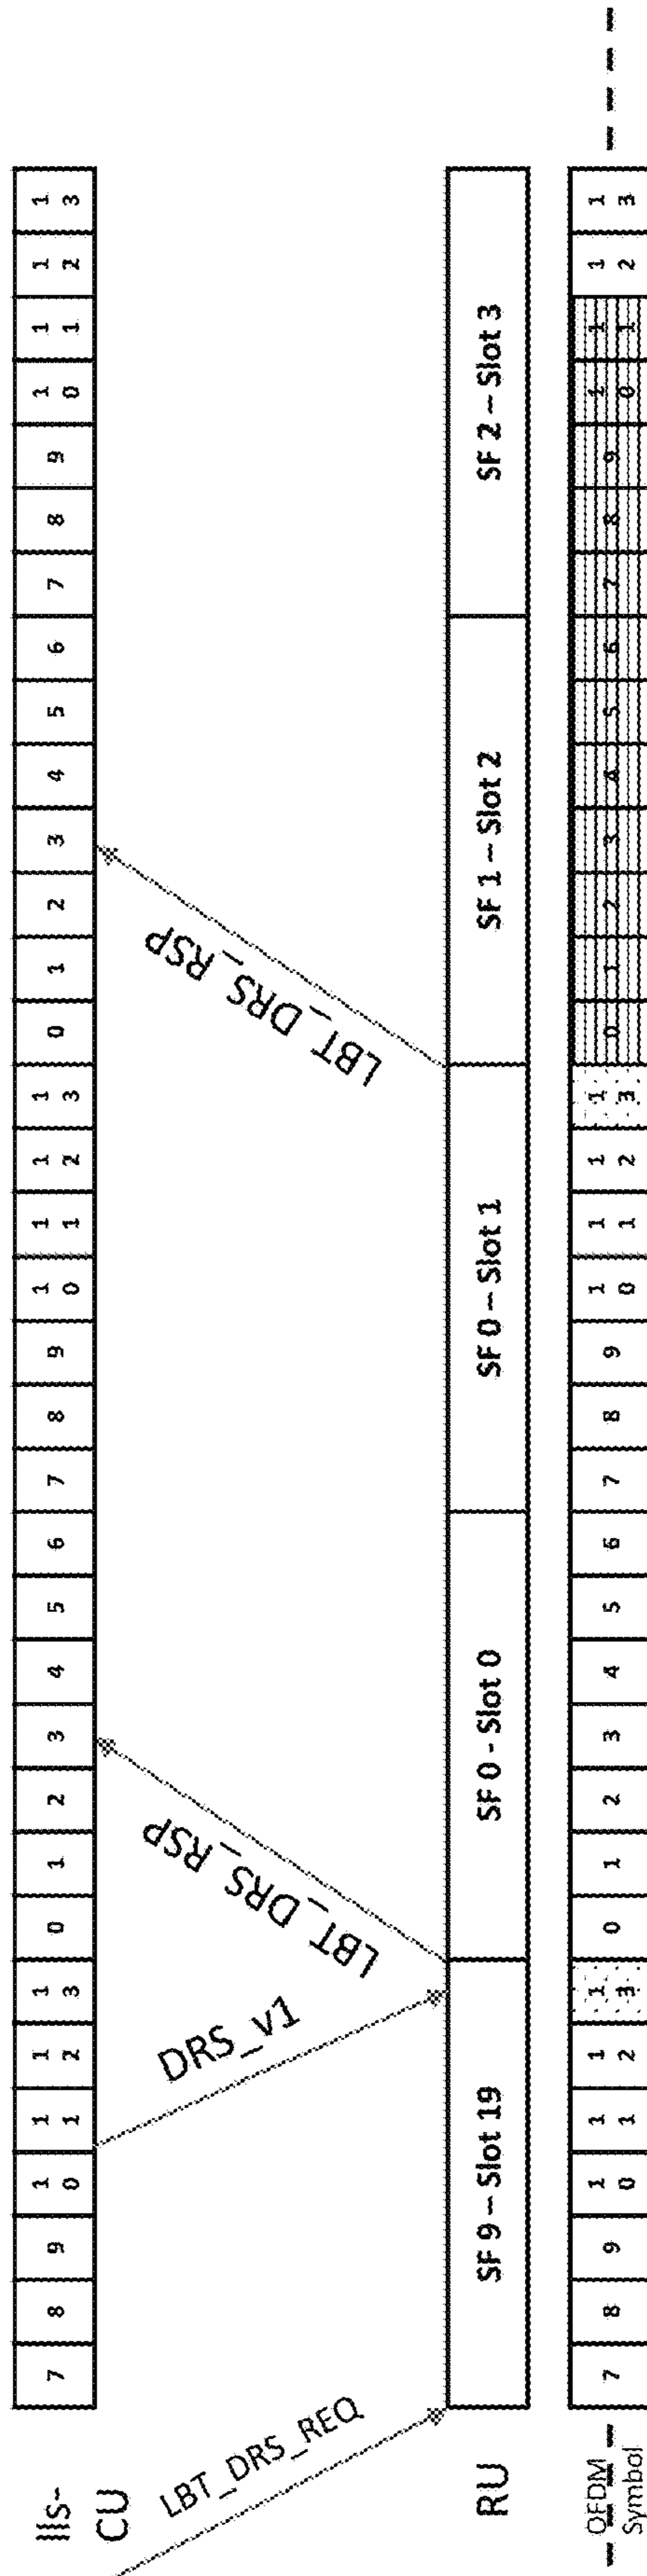 lls-
CU
7 8 9 10 11 12 13 0 1 2 3 4 5 6 7 8 9 10 11 12 13 0 1 2 3 4 5 6 7 8 9 10 11 12 13
LBT_DRS_REQ
DRS_v1
LBT_DRS_RSP
LBT_DRS_RSP
RU
SF 9 – Slot 19
SF 0 - Slot 0
SF 0 – Slot 1
SF 1 – Slot 2
SF 2 – Slot 3
OFDM
Symbol
7 8 9 10 11 12 13 0 1 2 3 4 5 6 7 8 9 10 11 12 13 0 1 2 3 4 5 6 7 8 9 10 11 12 13